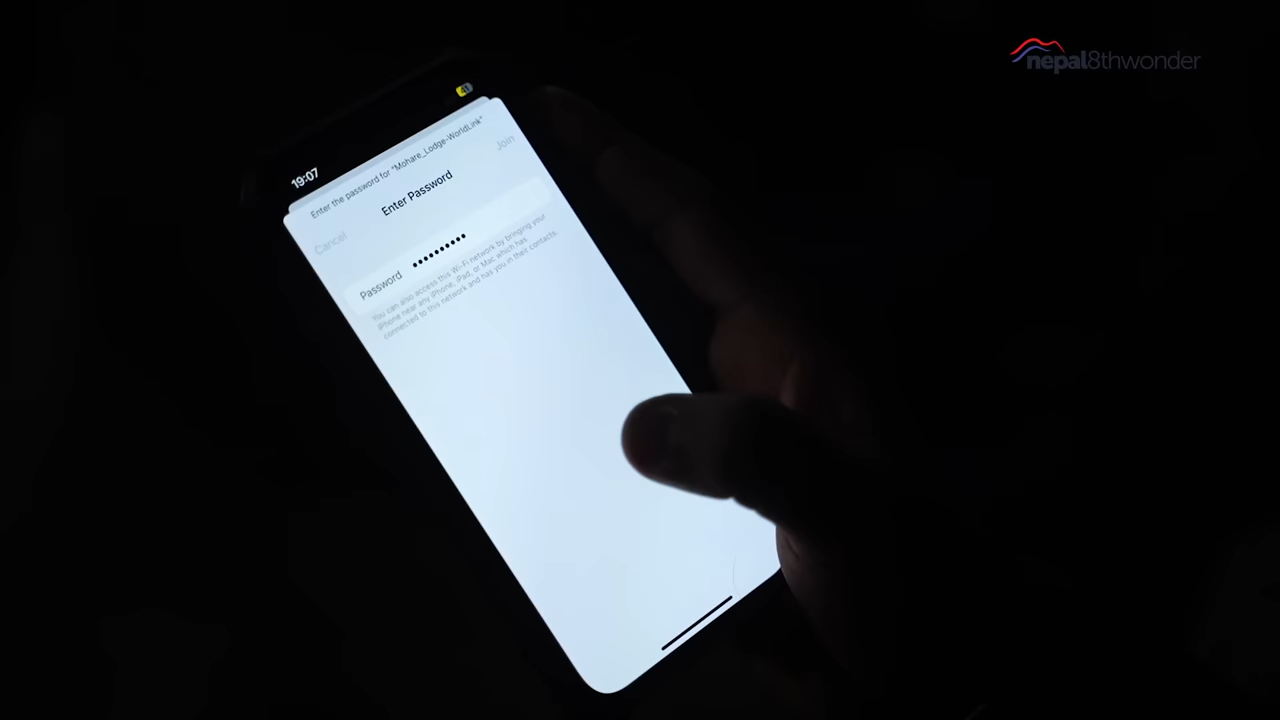 nepal8thwonder
19:07
41
Enter the password for "Mohare_Lodge-WorldLink"
Cancel
Enter Password
Join
Password ••••••••••
You can also access this Wi-Fi network by bringing your
iPhone near any iPhone, iPad, or Mac which has
connected to this network and has you in their contacts.